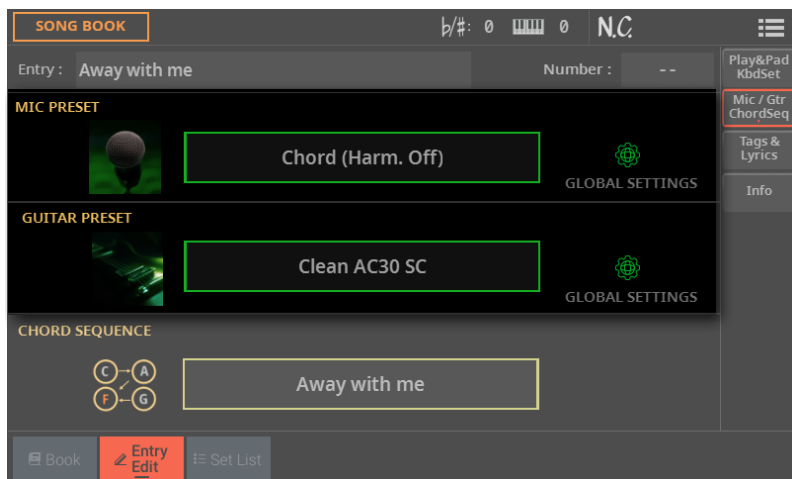 SONG BOOK
♭/#: 0 0 N.C.
Entry : Away with me Number : --
Play&Pad
KbdSet
MIC PRESET
Mic / Gtr
ChordSeq
Chord (Harm. Off)
GLOBAL SETTINGS
Tags &
Lyrics
Info
GUITAR PRESET
Clean AC30 SC
GLOBAL SETTINGS
CHORD SEQUENCE
C A
F G
Away with me
Book
Entry
Edit
Set List